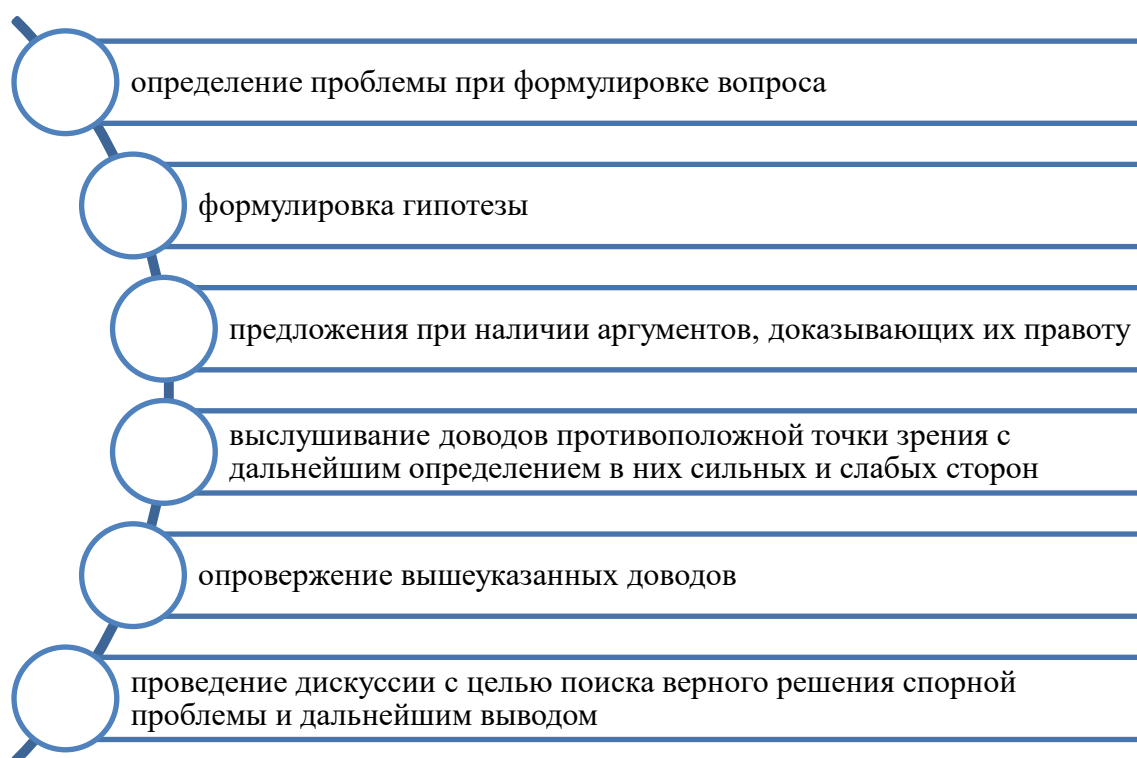 определение проблемы при формулировке вопроса
формулировка гипотезы
предложения при наличии аргументов, доказывающих их правоту
выслушивание доводов противоположной точки зрения с
дальнейшим определением в них сильных и слабых сторон
опровержение вышеуказанных доводов
проведение дискуссии с целью поиска верного решения спорной
проблемы и дальнейшим выводом